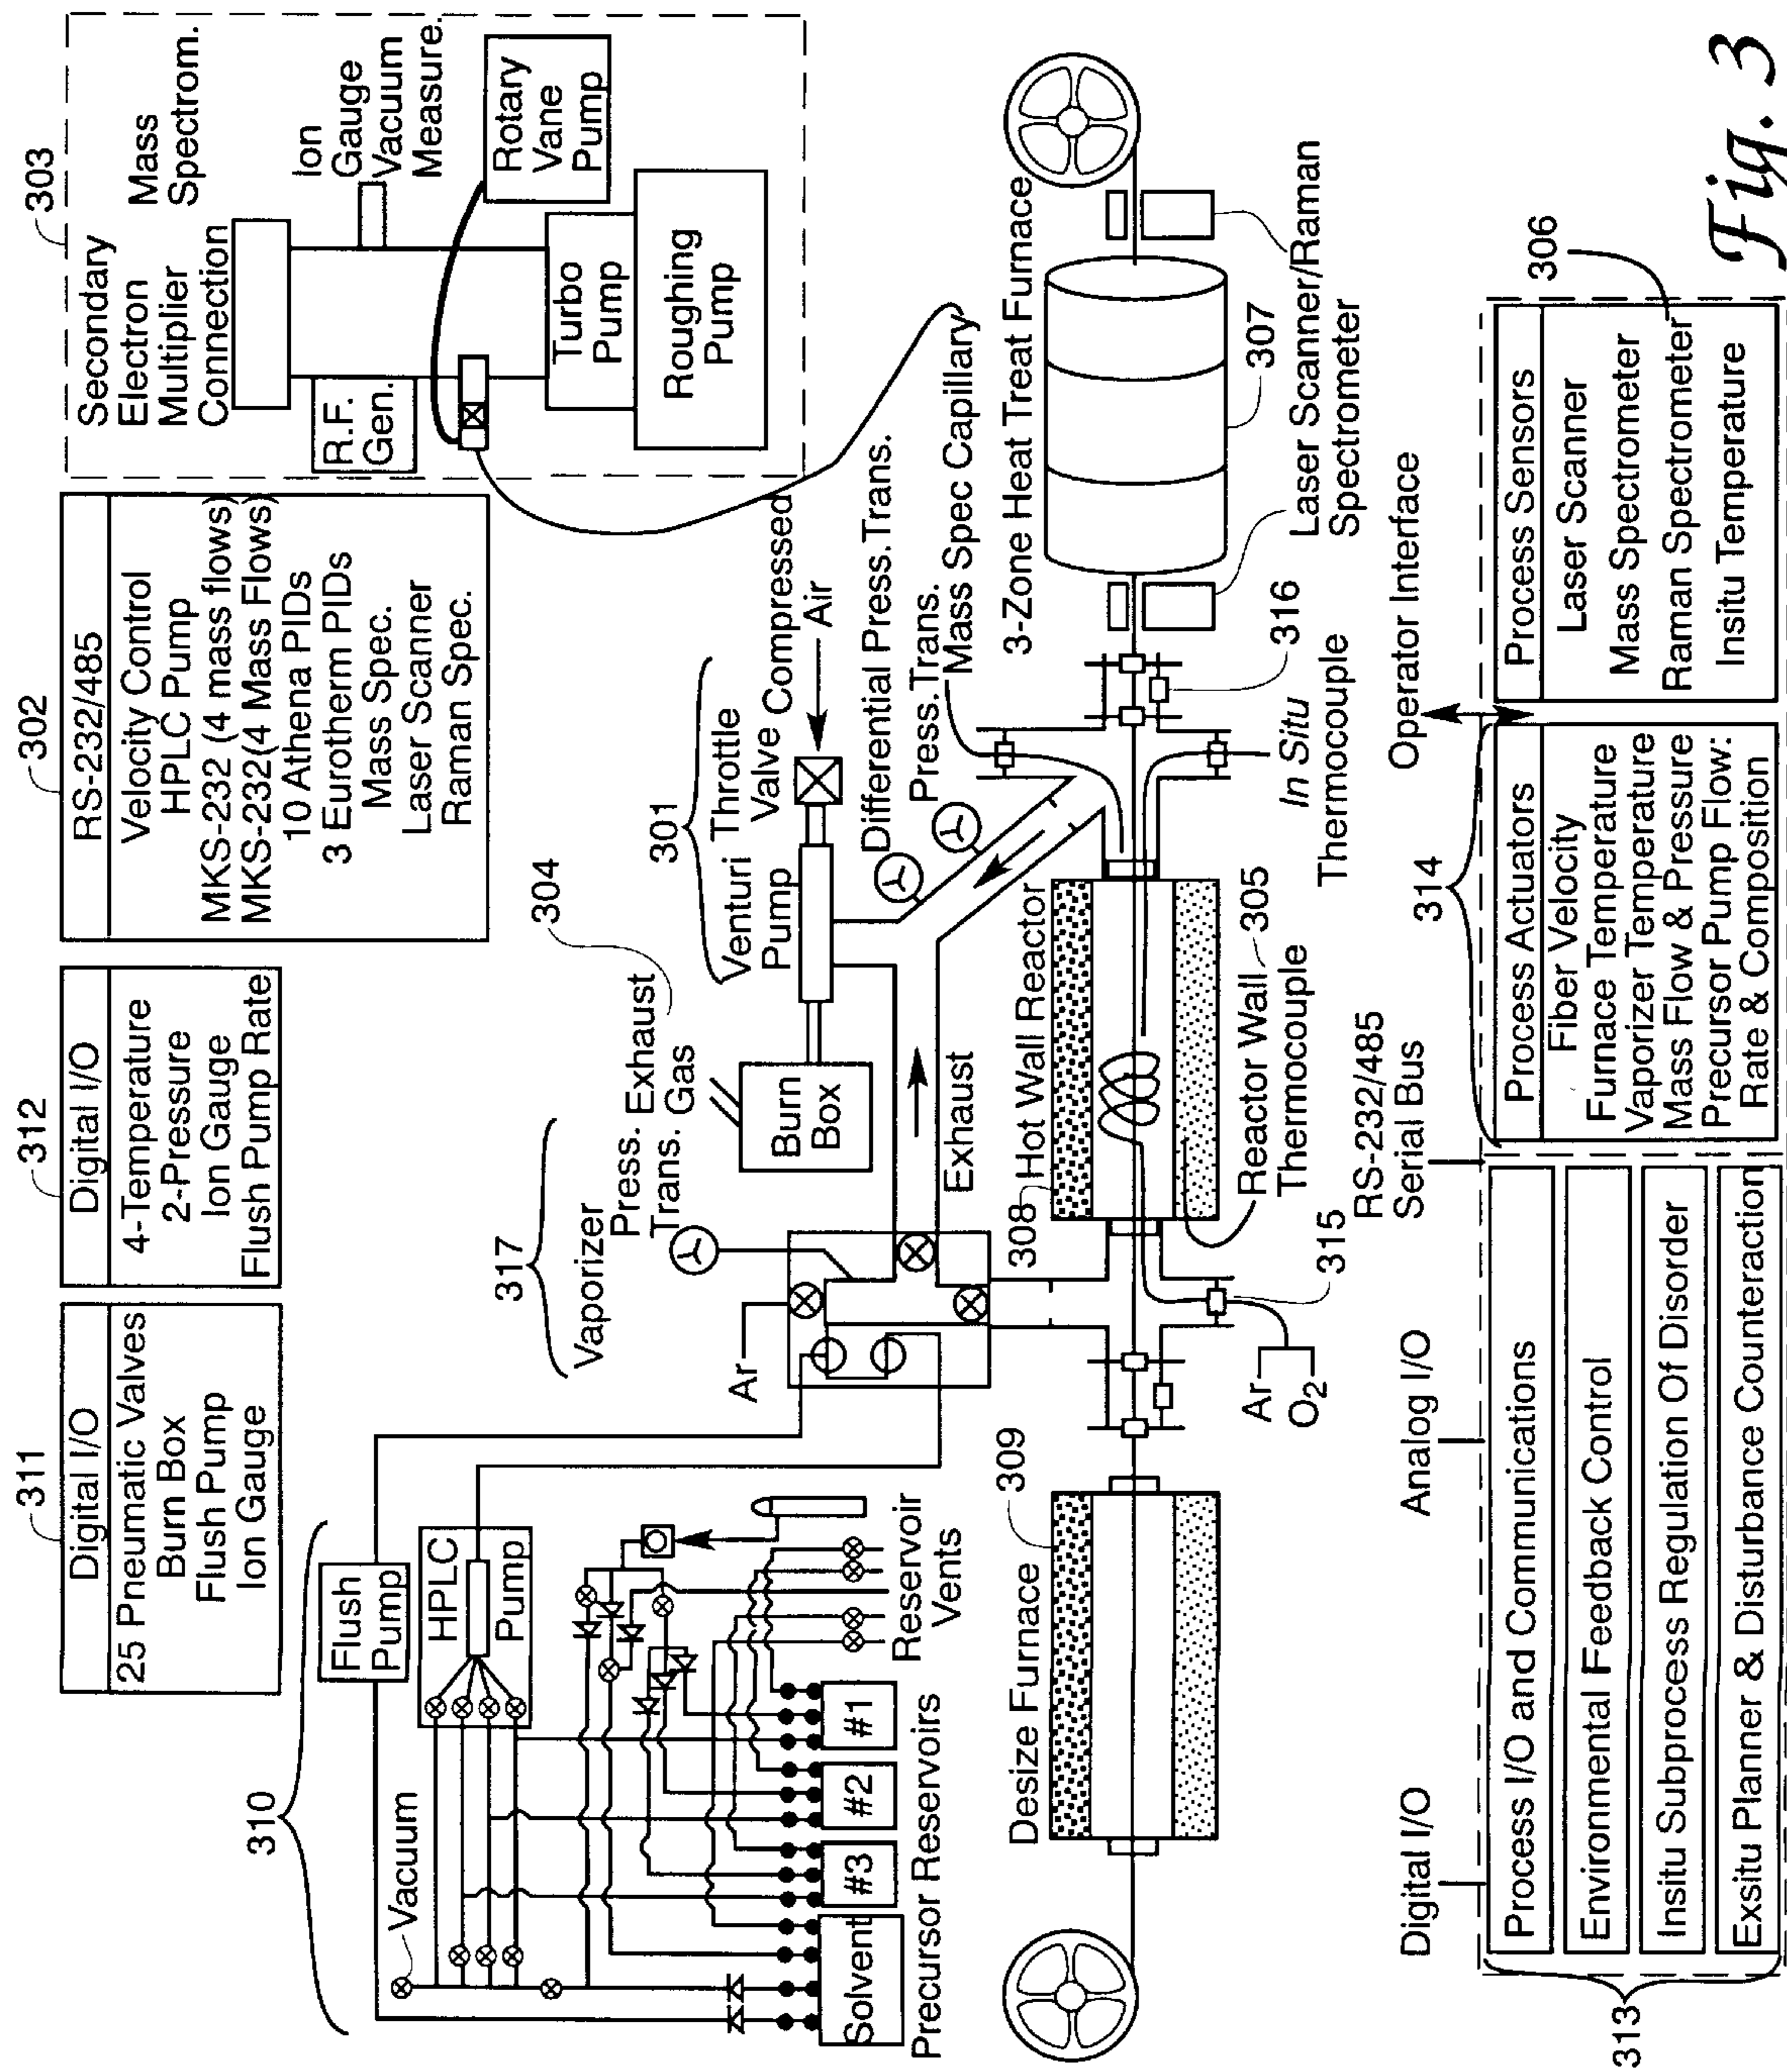 311
Digital I/O
25 Pneumatic Valves
Burn Box
Flush Pump
Ion Gauge
312
Digital I/O
4-Temperature
2-Pressure
Ion Gauge
Flush Pump Rate
302
RS-232/485
Velocity Control
HPLC Pump
MKS-232 (4 mass flows)
MKS-232(4 Mass Flows)
10 Athena PIDs
3 Eurotherm PIDs
Mass Spec.
Laser Scanner
Raman Spec.
303
Secondary
Electron
Multiplier
Connection
Mass
Spectrom.
Ion
Gauge
Vacuum
Measure.
R.F.
Gen.
Rotary
Vane
Pump
Turbo
Pump
Roughing
Pump
310
Vacuum
Flush
Pump
HPLC
Pump
Solvent
#3
#2
#1
Precursor Reservoirs
Reservoir
Vents
317
Vaporizer
Press.
Trans.
Ar
304
Exhaust
Gas
Burn
Box
Exhaust
301
Venturi
Pump
Throttle
Valve
Compressed
Air
Differential Press.Trans.
Press.Trans.
Mass Spec Capillary
Desize Furnace
309
308
Hot Wall Reactor
3-Zone Heat Treat Furnace
Ar
O2
315
Reactor Wall
Thermocouple
305
In Situ
Thermocouple
316
307
Laser Scanner/Raman
Spectrometer
Digital I/O
Analog I/O
RS-232/485
Serial Bus
Operator Interface
313
Process I/O and Communications
Environmental Feedback Control
Insitu Subprocess Regulation Of Disorder
Exsitu Planner & Disturbance Counteraction
314
Process Actuators
Fiber Velocity
Furnace Temperature
Vaporizer Temperature
Mass Flow & Pressure
Precursor Pump Flow:
Rate & Composition
Process Sensors
Laser Scanner
Mass Spectrometer
Raman Spectrometer
Insitu Temperature
306
Fig. 3